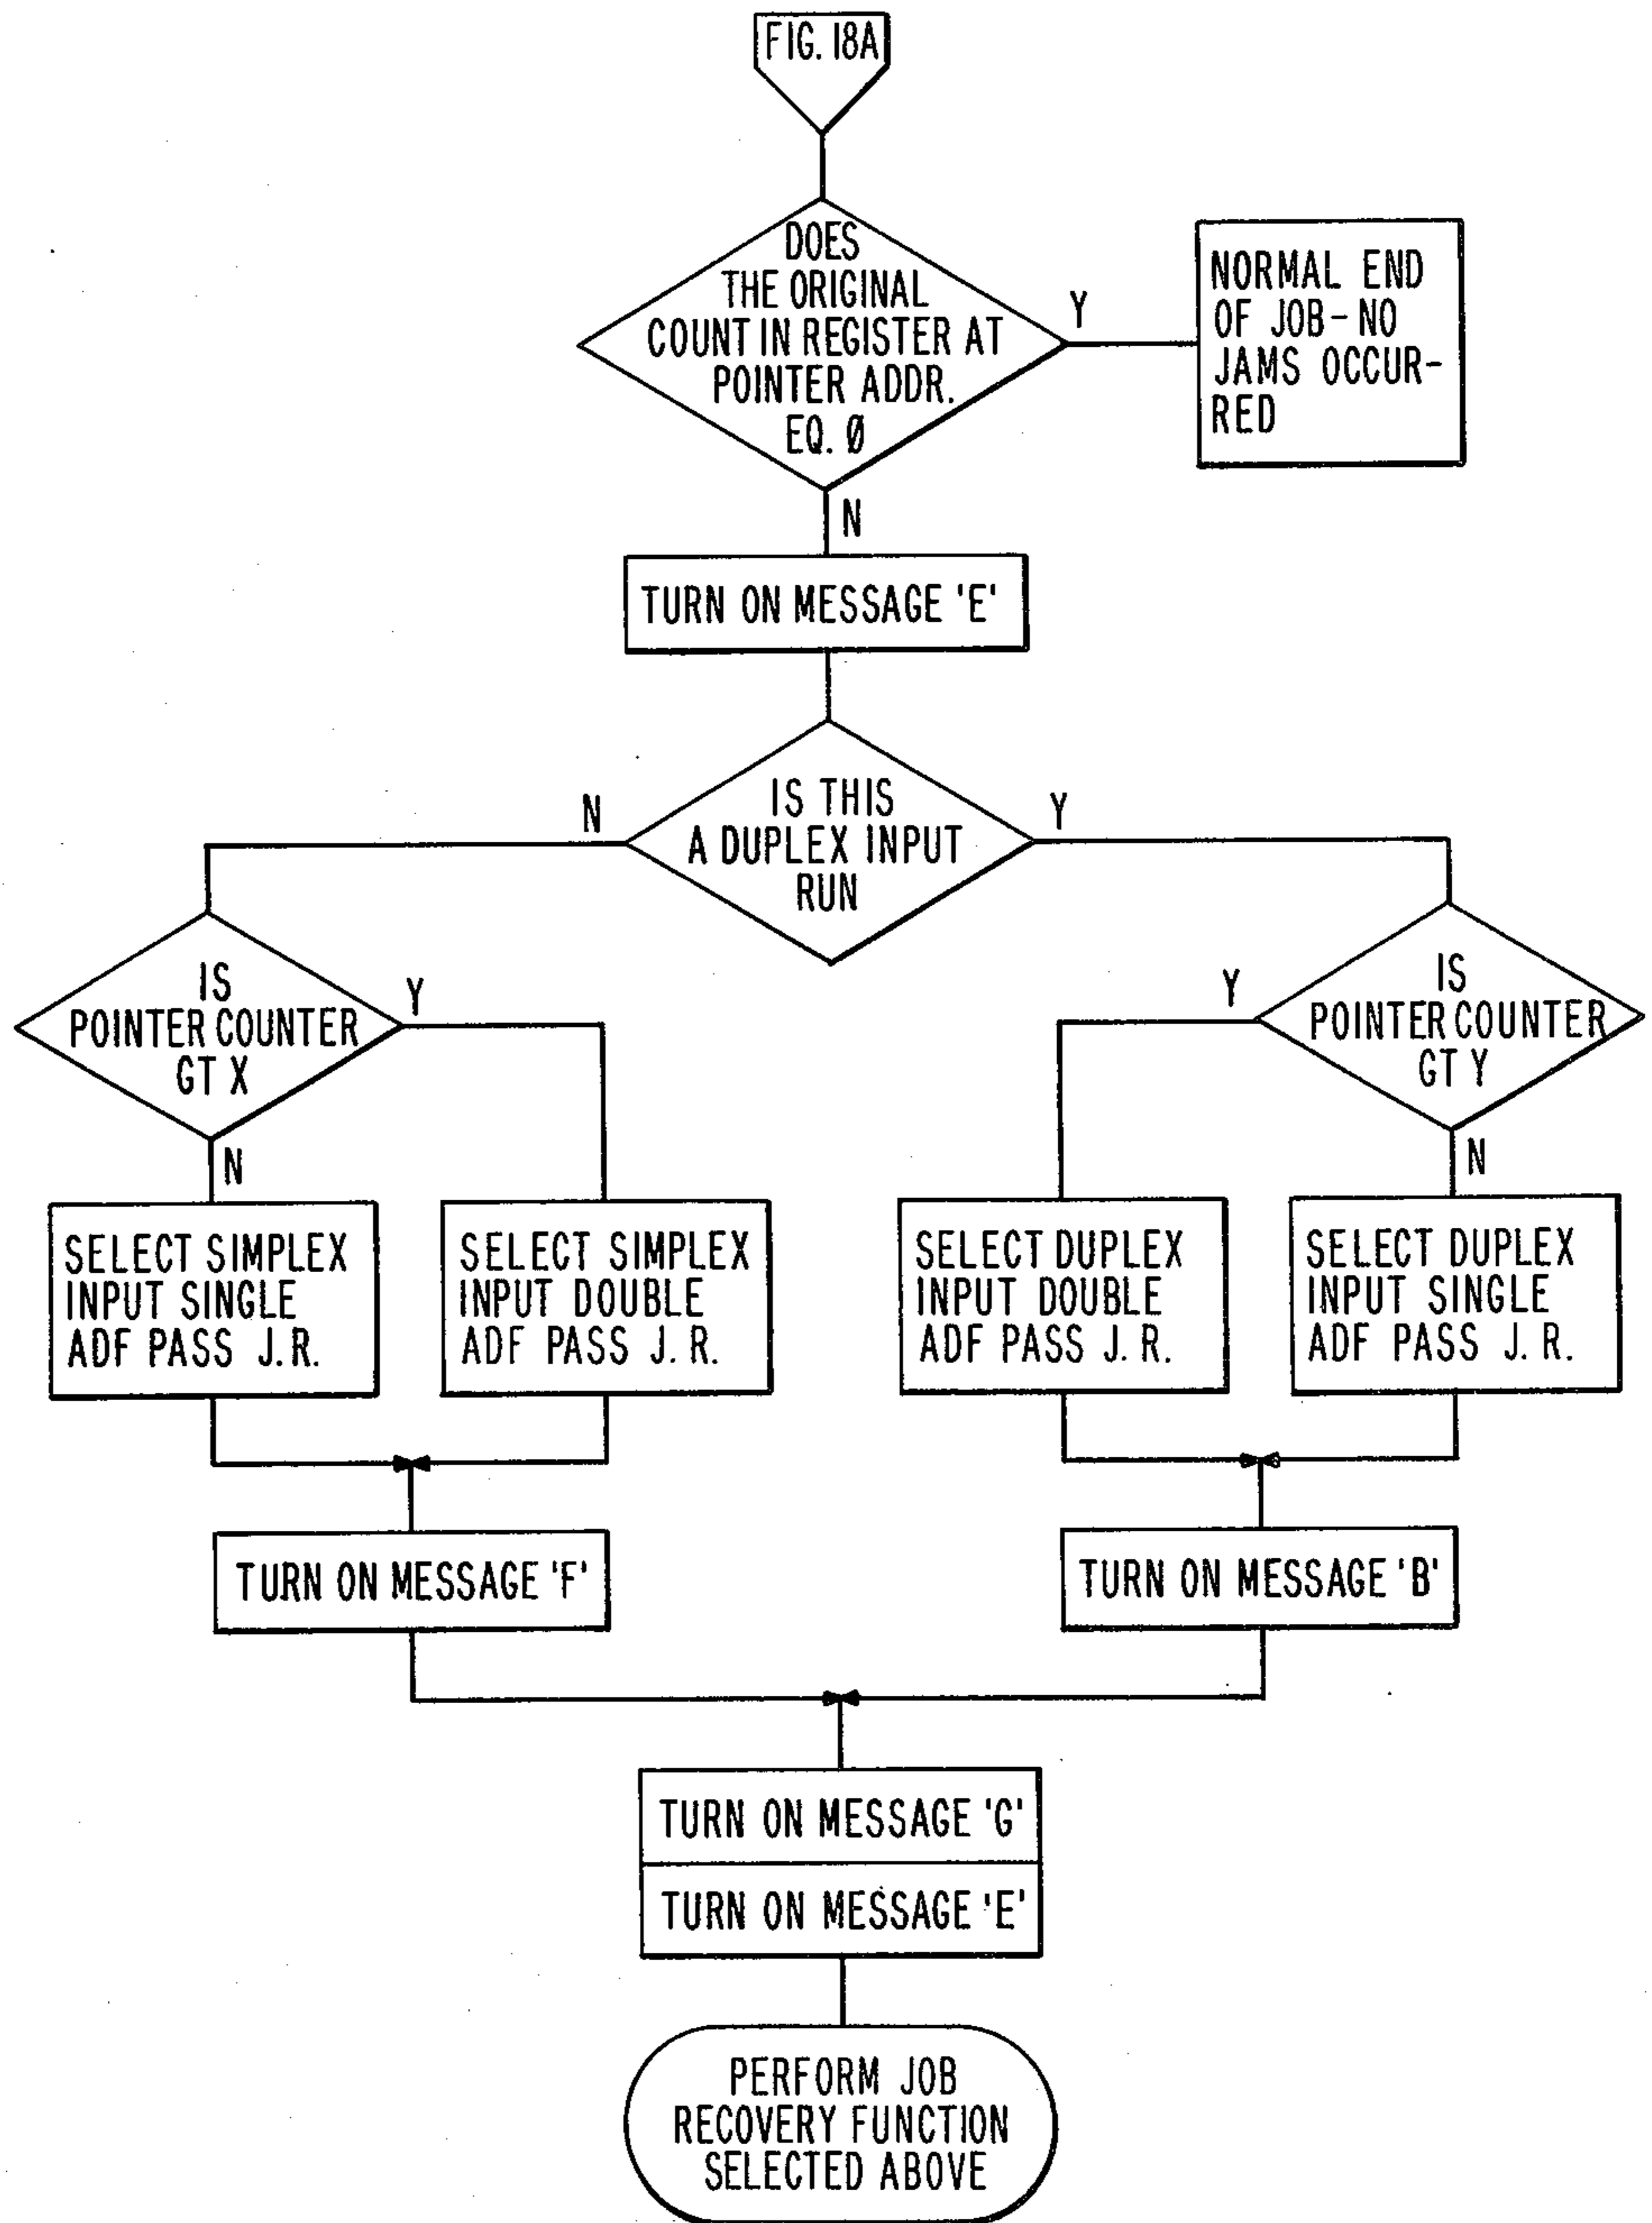 FIG. 18A
DOES
THE ORIGINAL
COUNT IN REGISTER AT
POINTER ADDR.
EQ. Ø
Y
NORMAL END
OF JOB-NO
JAMS OCCUR-
RED
N
TURN ON MESSAGE 'E'
IS THIS
A DUPLEX INPUT
RUN
N
Y
IS
POINTER COUNTER
GT X
Y
N
IS
POINTER COUNTER
GT Y
Y
N
SELECT SIMPLEX
INPUT SINGLE
ADF PASS J.R.
SELECT SIMPLEX
INPUT DOUBLE
ADF PASS J.R.
SELECT DUPLEX
INPUT DOUBLE
ADF PASS J.R.
SELECT DUPLEX
INPUT SINGLE
ADF PASS J.R.
TURN ON MESSAGE 'F'
TURN ON MESSAGE 'B'
TURN ON MESSAGE 'G'
TURN ON MESSAGE 'E'
PERFORM JOB
RECOVERY FUNCTION
SELECTED ABOVE